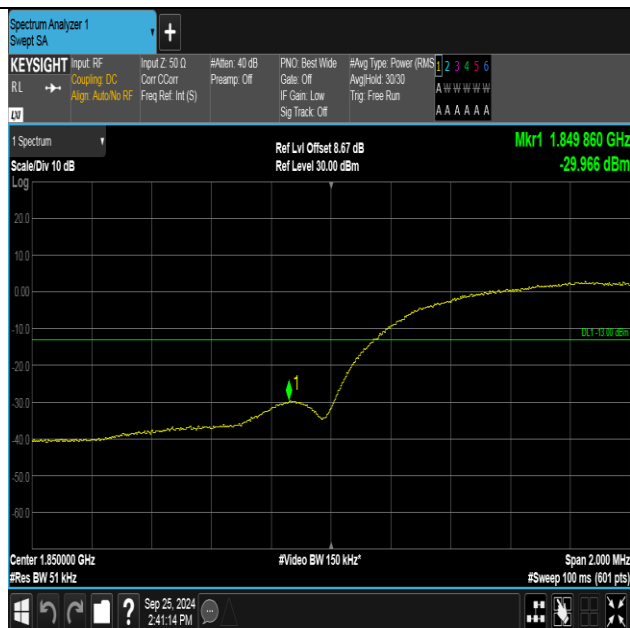 Spectrum Analyzer 1
Swept SA
+
KEYSIGHT
RL
LXI
Input: RF
Coupling: DC
Align: Auto/No RF
Input Z: 50 Ω
Corr CCorr
Freq Ref: Int (S)
#Atten: 40 dB
Preamp: Off
PNO: Best Wide
Gate: Off
IF Gain: Low
Sig Track: Off
#Avg Type: Power (RMS
Avg|Hold: 30/30
Trig: Free Run
1 2 3 4 5 6
A W W W W W
A A A A A A
1 Spectrum
Scale/Div 10 dB
Log
Ref Lvl Offset 8.67 dB
Ref Level 30.00 dBm
Mkr1 1.849 860 GHz
-29.966 dBm
20.0
10.0
0.00
-10.0
-20.0
-30.0
-40.0
-50.0
-60.0
DL1 -13.00 dBm
1
Center 1.850000 GHz
#Res BW 51 kHz
#Video BW 150 kHz*
Span 2.000 MHz
#Sweep 100 ms (601 pts)
?
Sep 25, 2024
2:41:14 PM